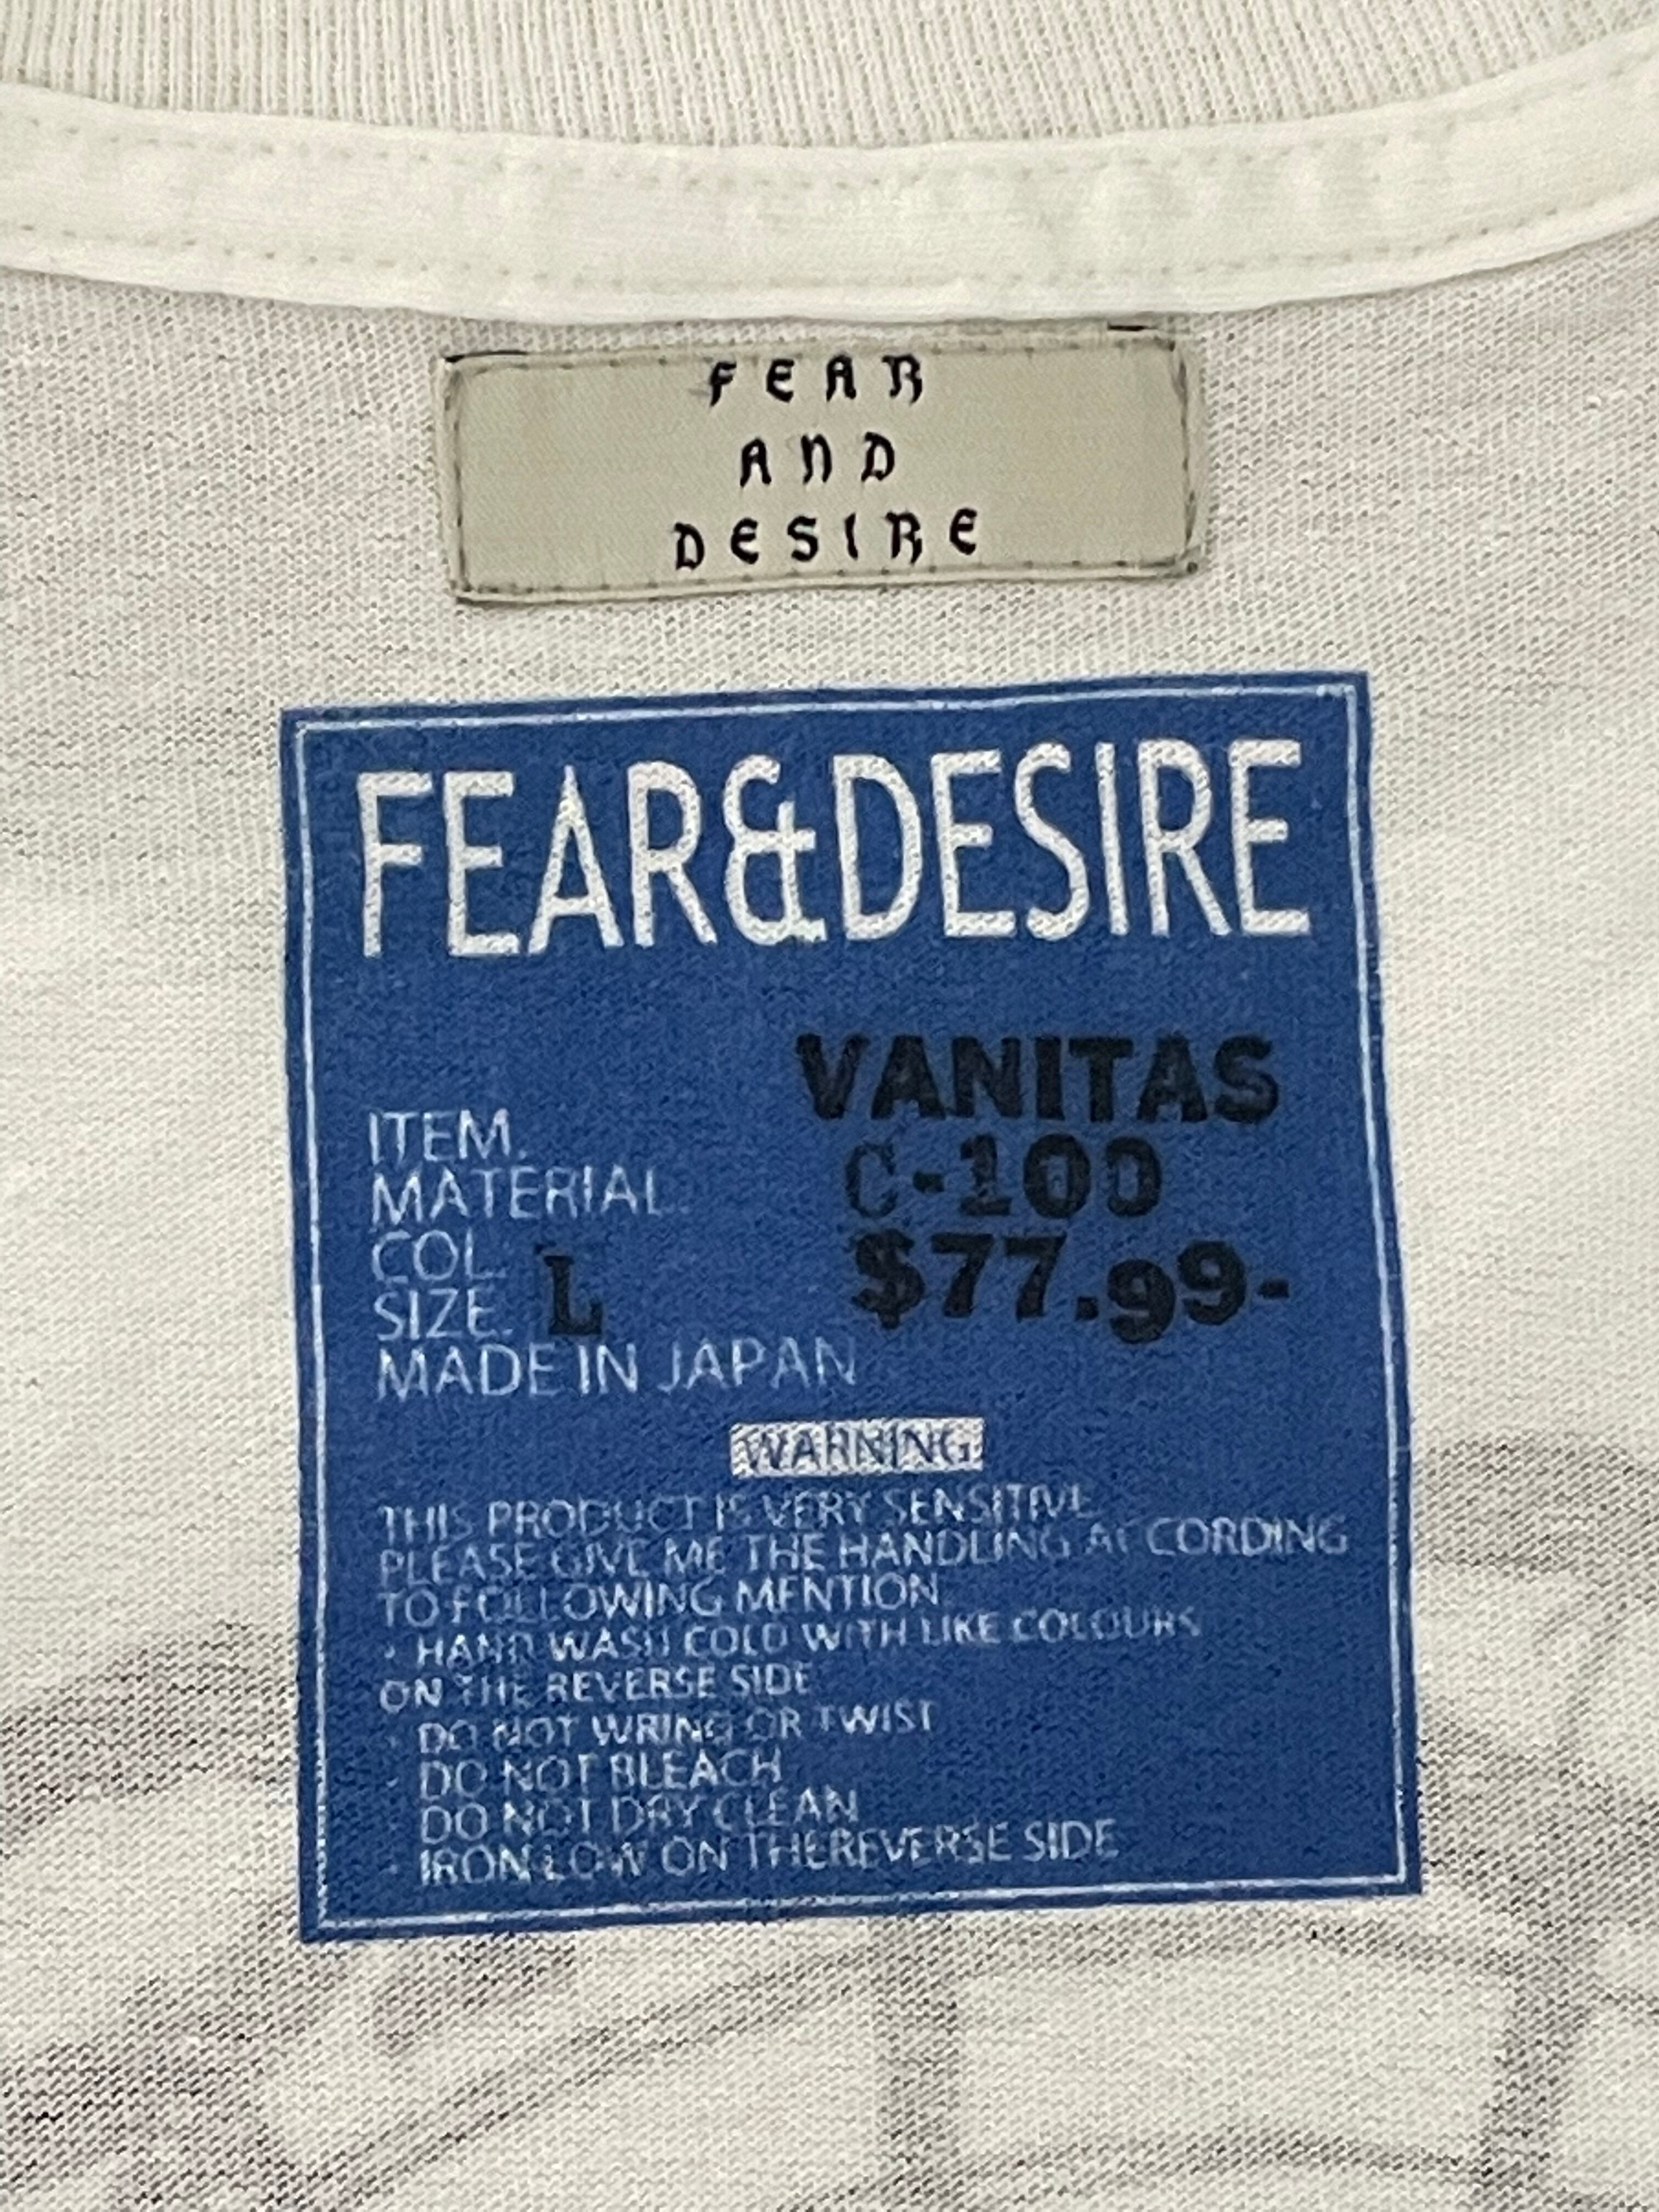 FEAR
AND
DESIRE
FEAR&DESIRE
VANITAS
ITEM.
C-100
MATERIAL.
COL.
$77.99-
SIZE. L
MADE IN JAPAN
WARNING
THIS PRODUCT IS VERY SENSITIVE
PLEASE GIVE ME THE HANDLING ACCORDING
TO FOLLOWING MENTION
・HAND WASH COLD WITH LIKE COLOURS
ON THE REVERSE SIDE
・DO NOT WRING OR TWIST
・DO NOT BLEACH
DO NOT DRY CLEAN
・IRON LOW ON THEREVERSE SIDE